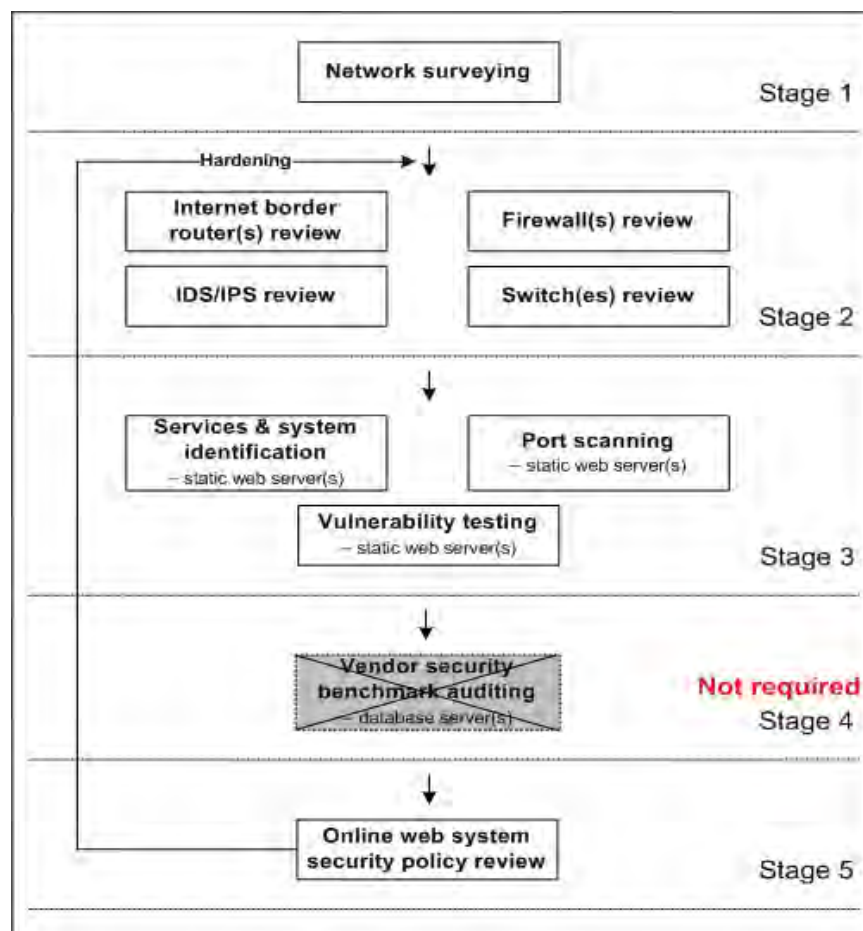 Network surveying
Stage 1
Hardening
Internet border
router(s) review
Firewall(s) review
IDS/IPS review
Switch(es) review
Stage 2
Services & system
identification
– static web server(s)
Port scanning
– static web server(s)
Vulnerability testing
– static web server(s)
Stage 3
Vendor security
benchmark auditing
– database server(s)
Not required
Stage 4
Online web system
security policy review
Stage 5